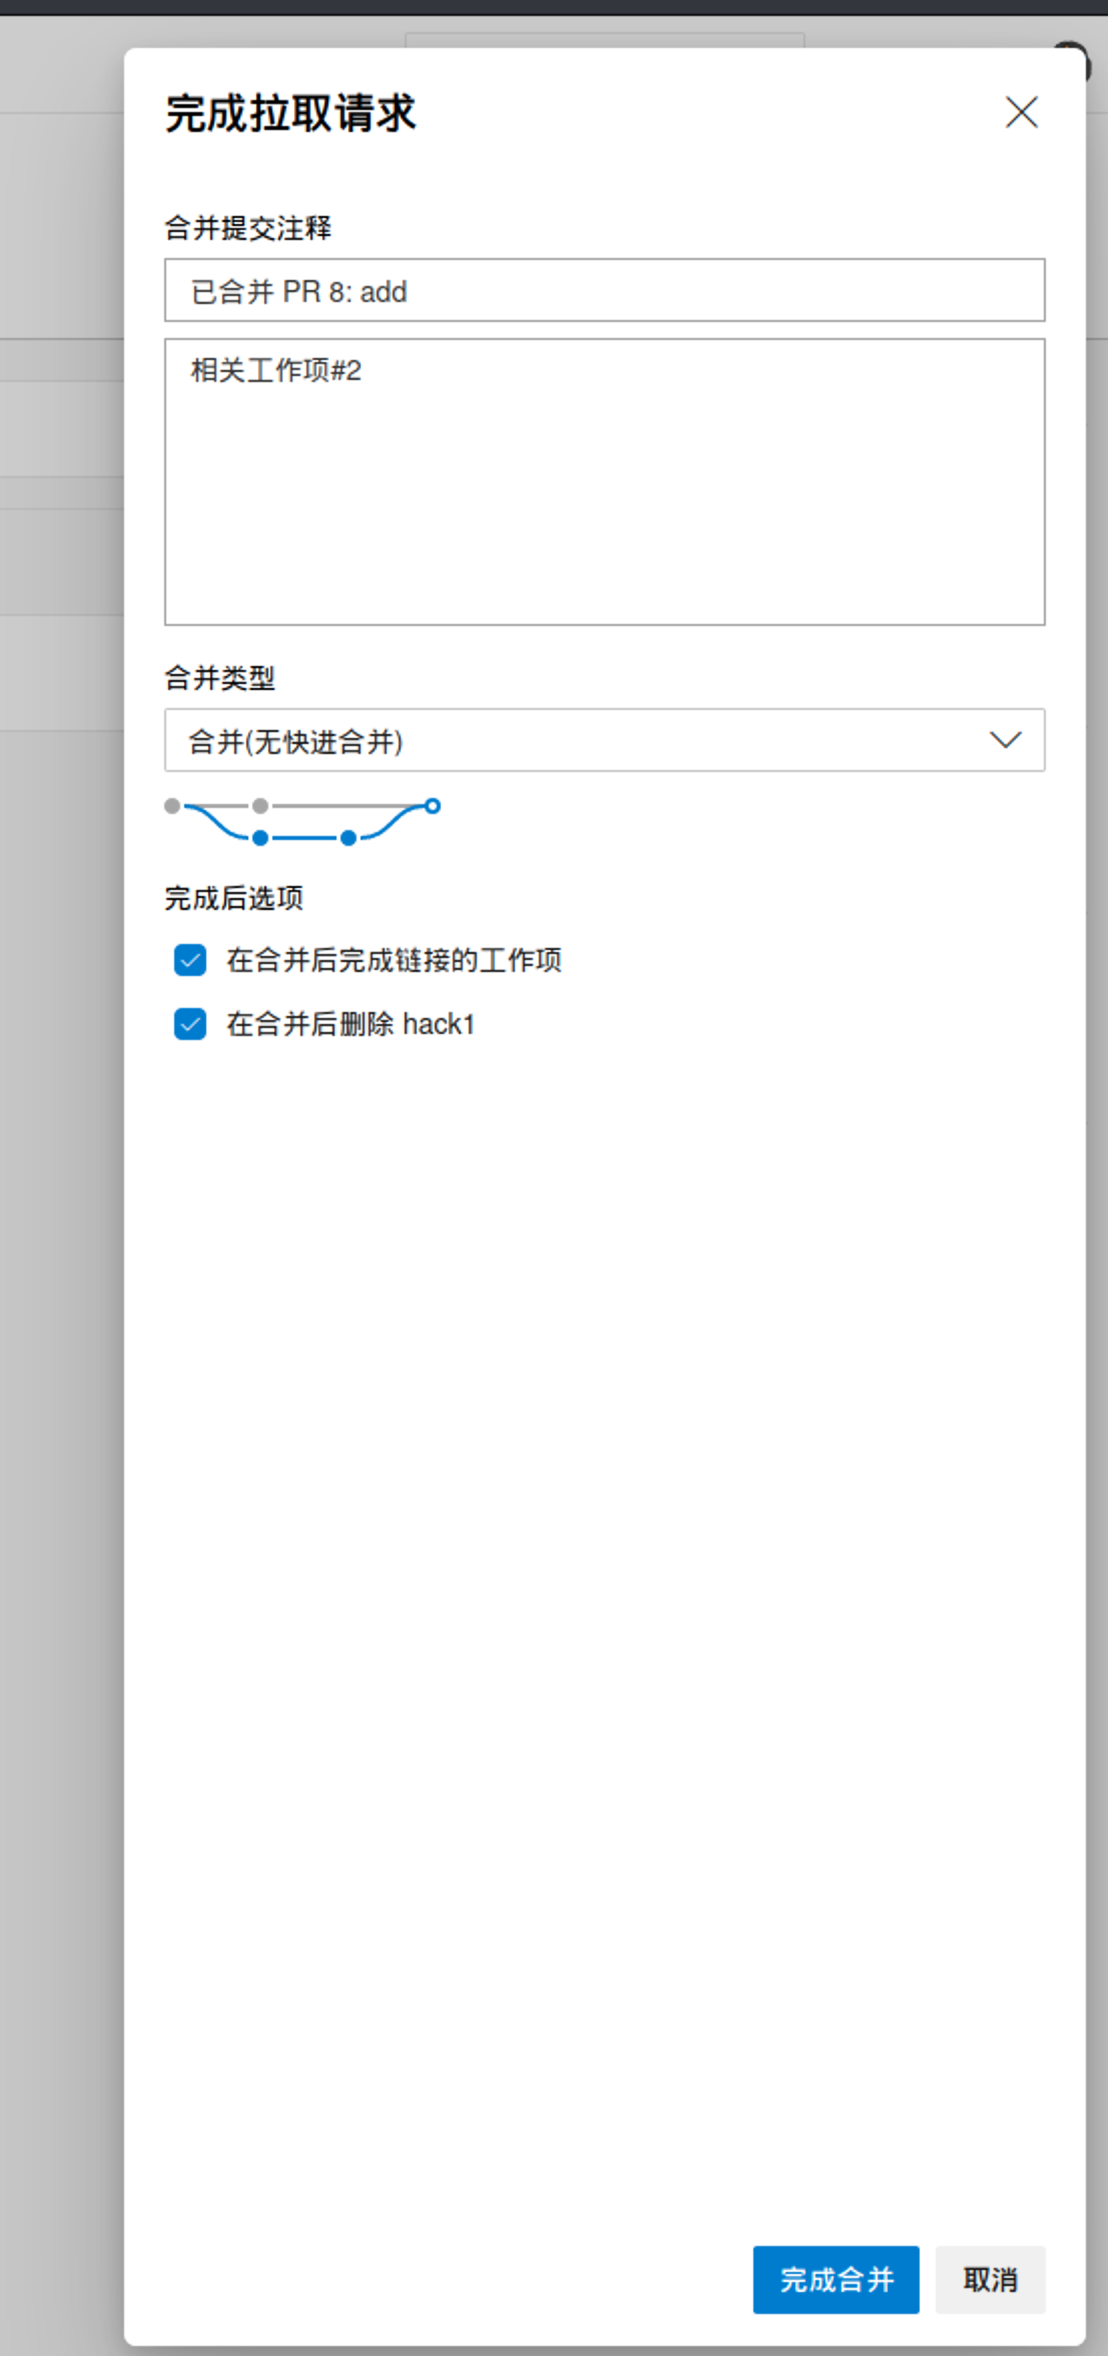 完成拉取请求
合并提交注释
已合并 PR 8: add
相关工作项#2
合并类型
合并(无快进合并)
完成后选项
在合并后完成链接的工作项
在合并后删除 hack1
完成合并
取消